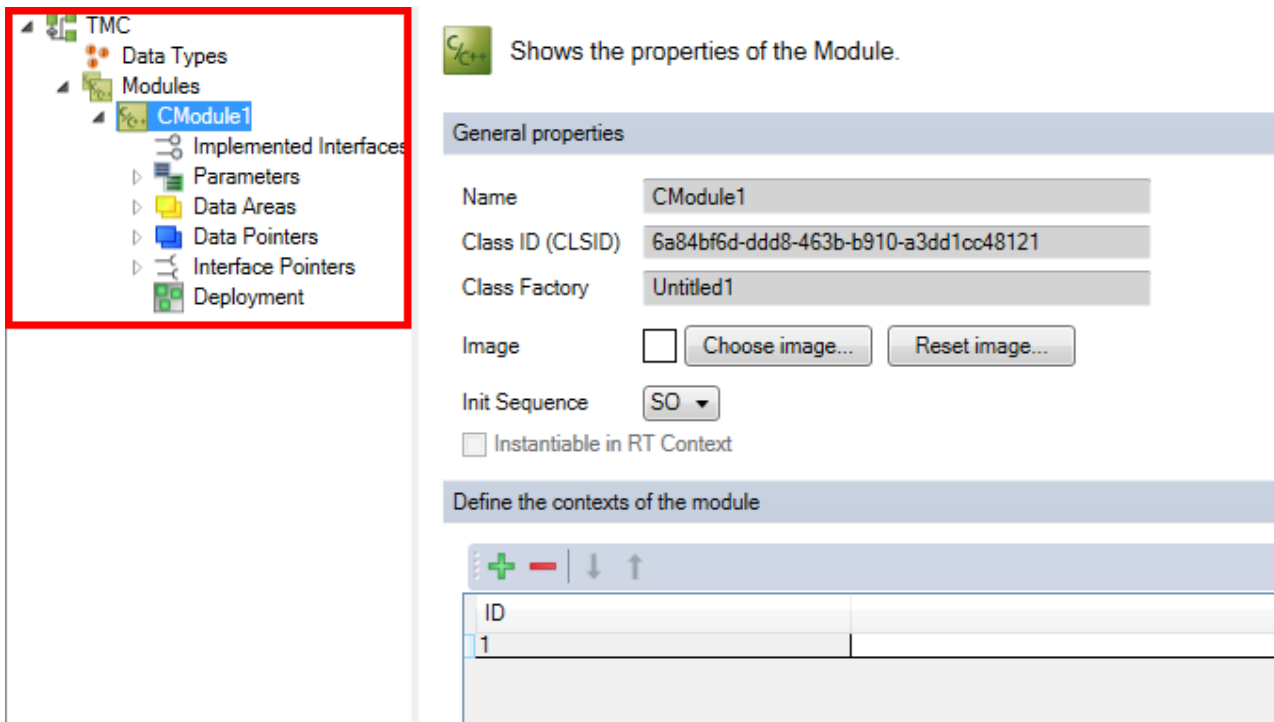 TMC
Data Types
Modules
CModule1
Implemented Interfaces
Parameters
Data Areas
Data Pointers
Interface Pointers
Deployment
C/C++ Shows the properties of the Module.
General properties
Name CModule1
Class ID (CLSID) 6a84bf6d-ddd8-463b-b910-a3dd1cc48121
Class Factory Untitled1
Image Choose image... Reset image...
Init Sequence SO
Instantiable in RT Context
Define the contexts of the module
ID
1